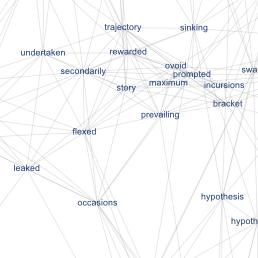 trajectory
sinking
undertaken
rewarded
ovoid
secondarily
prompted
swa
maximum
incursions
story
bracket
prevailing
flexed
leaked
occasions
hypothesis
hypoth